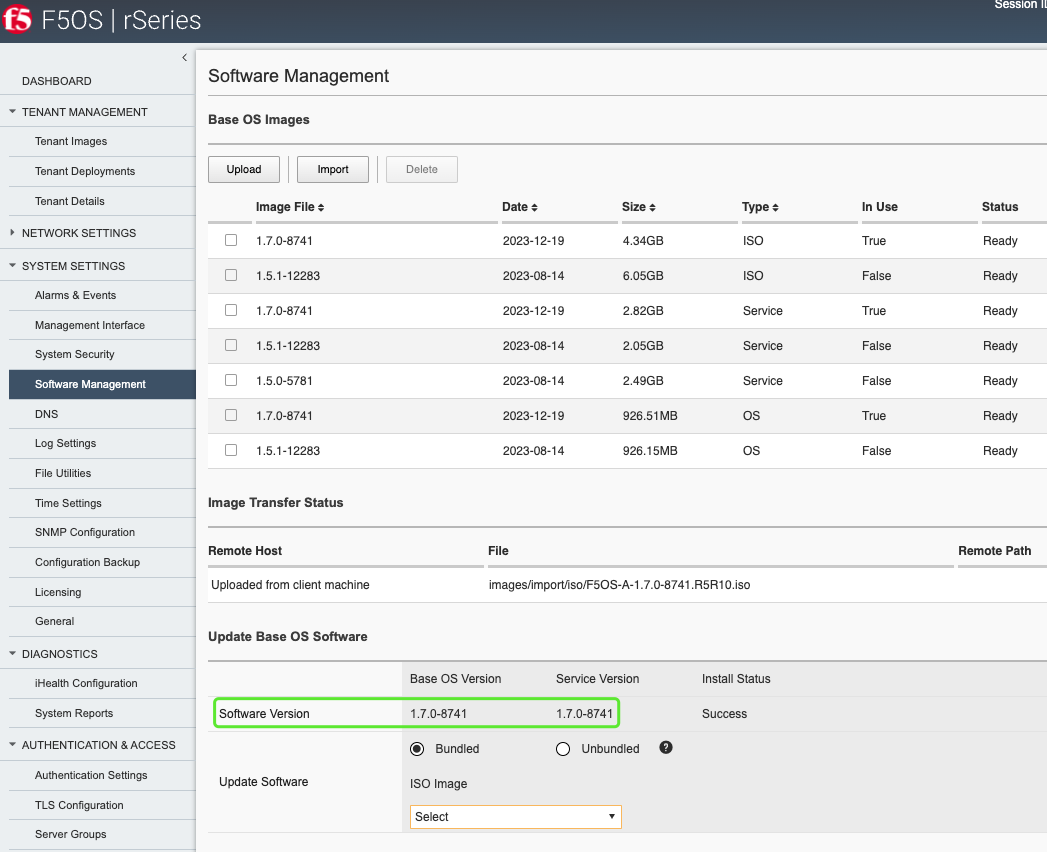 Session ID
f5 F5OS | rSeries
DASHBOARD
TENANT MANAGEMENT
Tenant Images
Tenant Deployments
Tenant Details
NETWORK SETTINGS
SYSTEM SETTINGS
Alarms & Events
Management Interface
System Security
Software Management
DNS
Log Settings
File Utilities
Time Settings
SNMP Configuration
Configuration Backup
Licensing
General
DIAGNOSTICS
iHealth Configuration
System Reports
AUTHENTICATION & ACCESS
Authentication Settings
TLS Configuration
Server Groups
Software Management
Base OS Images
Upload Import Delete
Image File Date Size Type In Use Status
1.7.0-8741 2023-12-19 4.34GB ISO True Ready
1.5.1-12283 2023-08-14 6.05GB ISO False Ready
1.7.0-8741 2023-12-19 2.82GB Service True Ready
1.5.1-12283 2023-08-14 2.05GB Service False Ready
1.5.0-5781 2023-08-14 2.49GB Service False Ready
1.7.0-8741 2023-12-19 926.51MB OS True Ready
1.5.1-12283 2023-08-14 926.15MB OS False Ready
Image Transfer Status
Remote Host File Remote Path
Uploaded from client machine images/import/iso/F5OS-A-1.7.0-8741.R5R10.iso
Update Base OS Software
Base OS Version Service Version Install Status
Software Version 1.7.0-8741 1.7.0-8741 Success
Bundled Unbundled ?
Update Software
ISO Image
Select